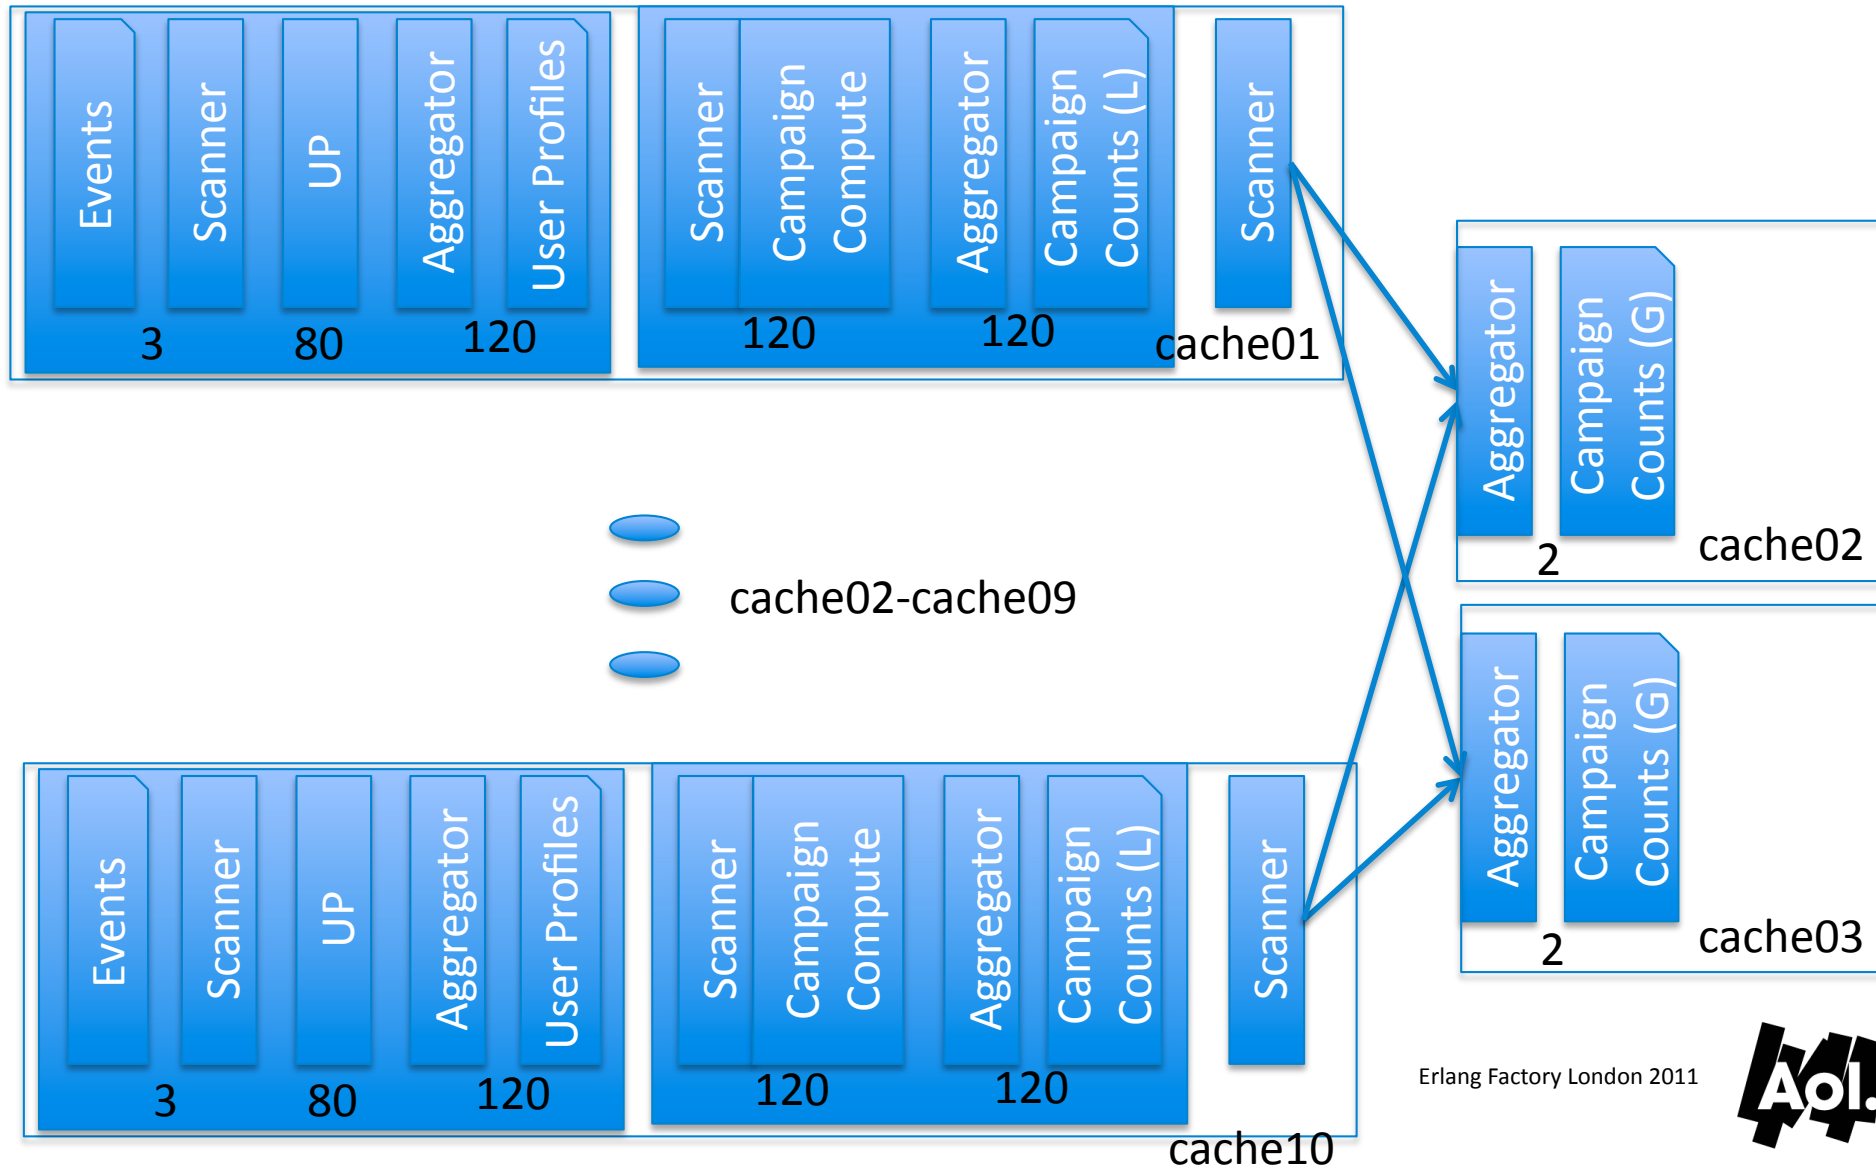 Events
Scanner
UP
Aggregator
User Profiles
3
80
120
Scanner
Campaign
Compute
Aggregator
Campaign
Counts (L)
120
120
Scanner
cache01
Aggregator
Campaign
Counts (G)
2
cache02
cache02-cache09
Aggregator
Campaign
Counts (G)
2
cache03
Events
Scanner
UP
Aggregator
User Profiles
3
80
120
Scanner
Campaign
Compute
Aggregator
Campaign
Counts (L)
120
120
Scanner
cache10
Erlang Factory London 2011
Aol.